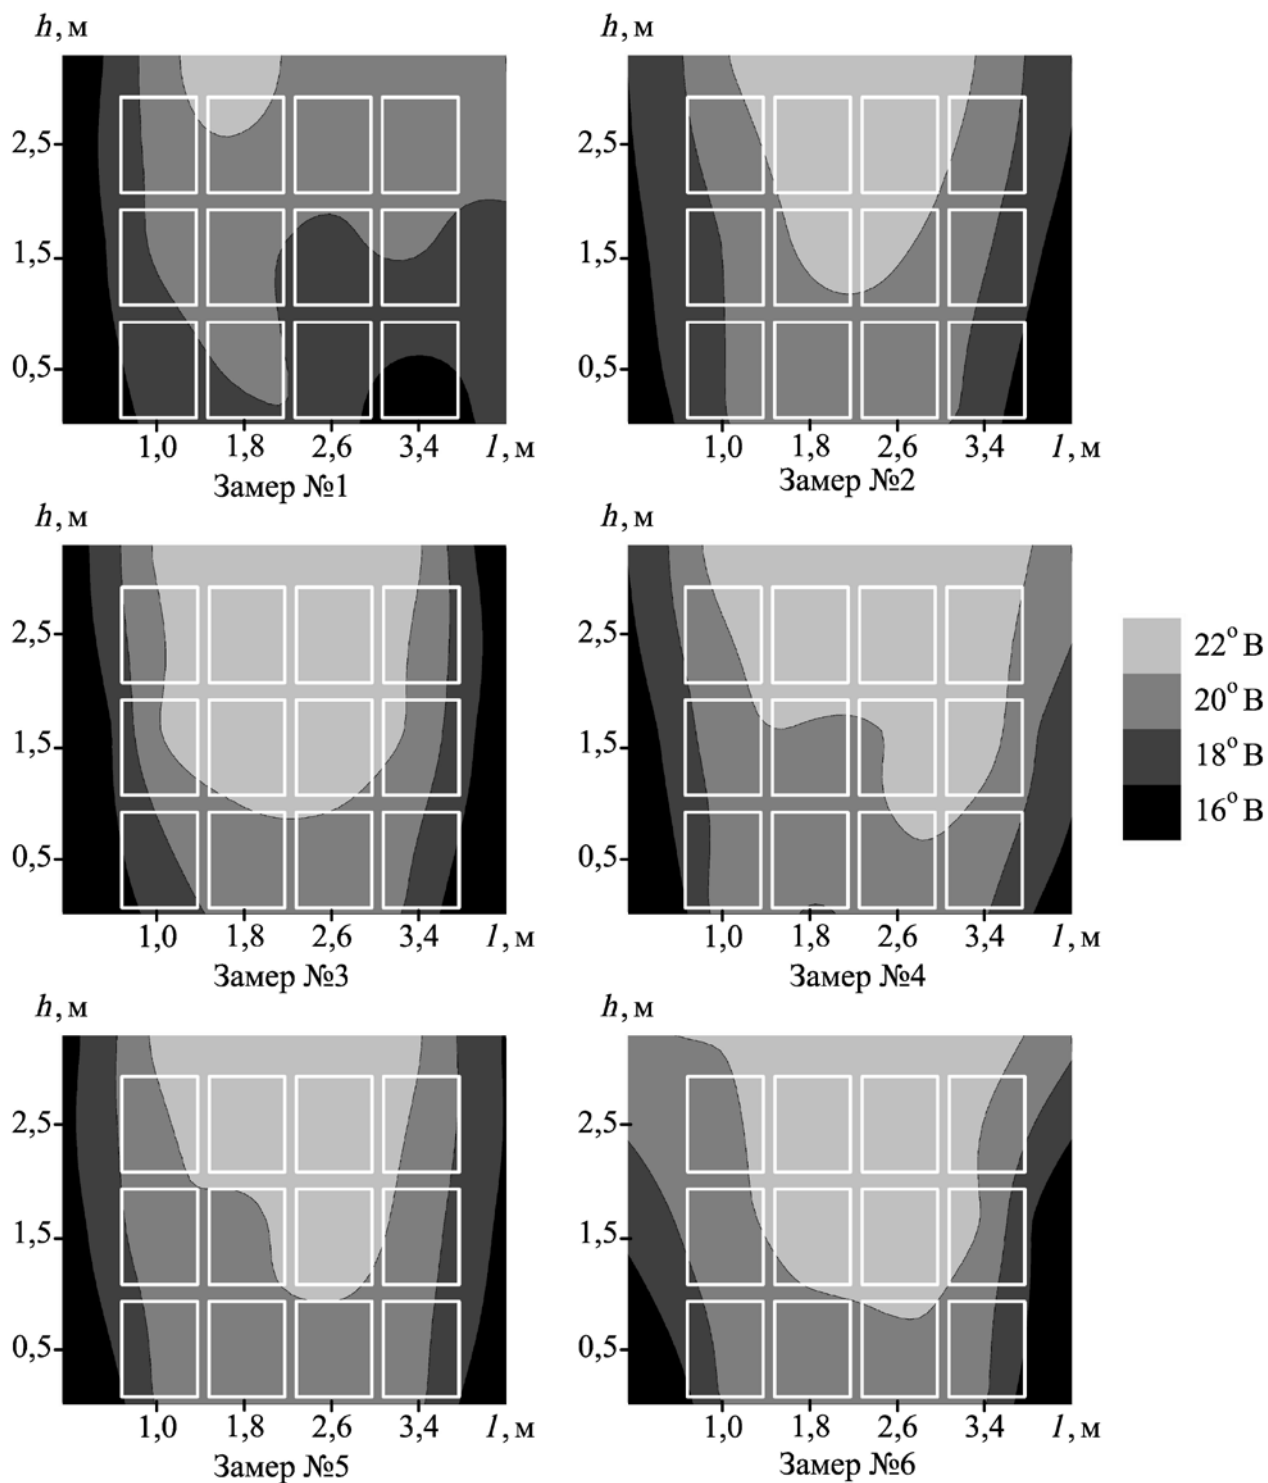 h, м h, м
2,5 2,5
1,5 1,5
0,5 0,5
1,0 1,8 2,6 3,4 l, м 1,0 1,8 2,6 3,4 l, м
Замер №1 Замер №2
h, м h, м
2,5 2,5
1,5 1,5
0,5 0,5
1,0 1,8 2,6 3,4 l, м 1,0 1,8 2,6 3,4 l, м
Замер №3 Замер №4
22° В
20° В
18° В
16° В
h, м h, м
2,5 2,5
1,5 1,5
0,5 0,5
1,0 1,8 2,6 3,4 l, м 1,0 1,8 2,6 3,4 l, м
Замер №5 Замер №6